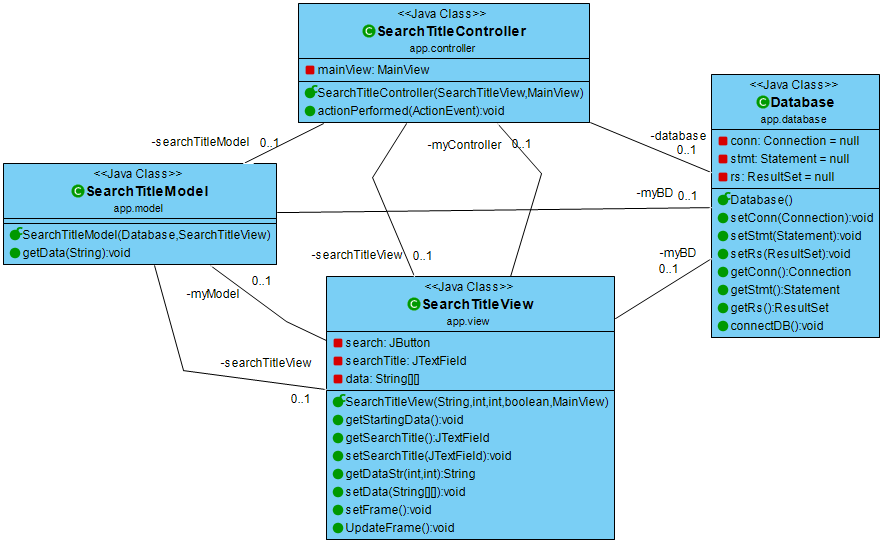 <<Java Class>>
SearchTitleController
app.controller
mainView: MainView
SearchTitleController(SearchTitleView,MainView)
actionPerformed(ActionEvent):void
<<Java Class>>
Database
app.database
conn: Connection = null
stmt: Statement = null
rs: ResultSet = null
Database()
setConn(Connection):void
setStmt(Statement):void
setRs(ResultSet):void
getConn():Connection
getStmt():Statement
getRs():ResultSet
connectDB():void
-searchTitleModel 0..1
-myController 0..1
-database
0..1
<<Java Class>>
SearchTitleModel
app.model
SearchTitleModel(Database,SearchTitleView)
getData(String):void
-myBD 0..1
-searchTitleView 0..1
-myBD
0..1
0..1
-myModel
-searchTitleView
0..1
<<Java Class>>
SearchTitleView
app.view
search: JButton
searchTitle: JTextField
data: String[][]
SearchTitleView(String,int,int,boolean,MainView)
getStartingData():void
getSearchTitle():JTextField
setSearchTitle(JTextField):void
getDataStr(int,int):String
setData(String[][]):void
setFrame():void
UpdateFrame():void